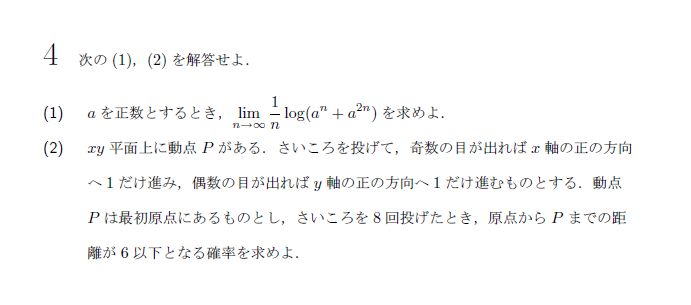 4 次の (1), (2) を解答せよ.
(1) a を正数とするとき, lim_{n→∞} \frac{1}{n} log(a^n + a^{2n}) を求めよ.
(2) xy 平面上に動点 P がある. さいころを投げて, 奇数の目が出れば x 軸の正の方向
へ 1 だけ進み, 偶数の目が出れば y 軸の正の方向へ 1 だけ進むものとする. 動点
P は最初原点にあるものとし, さいころを 8 回投げたとき, 原点から P までの距
離が 6 以下となる確率を求めよ.